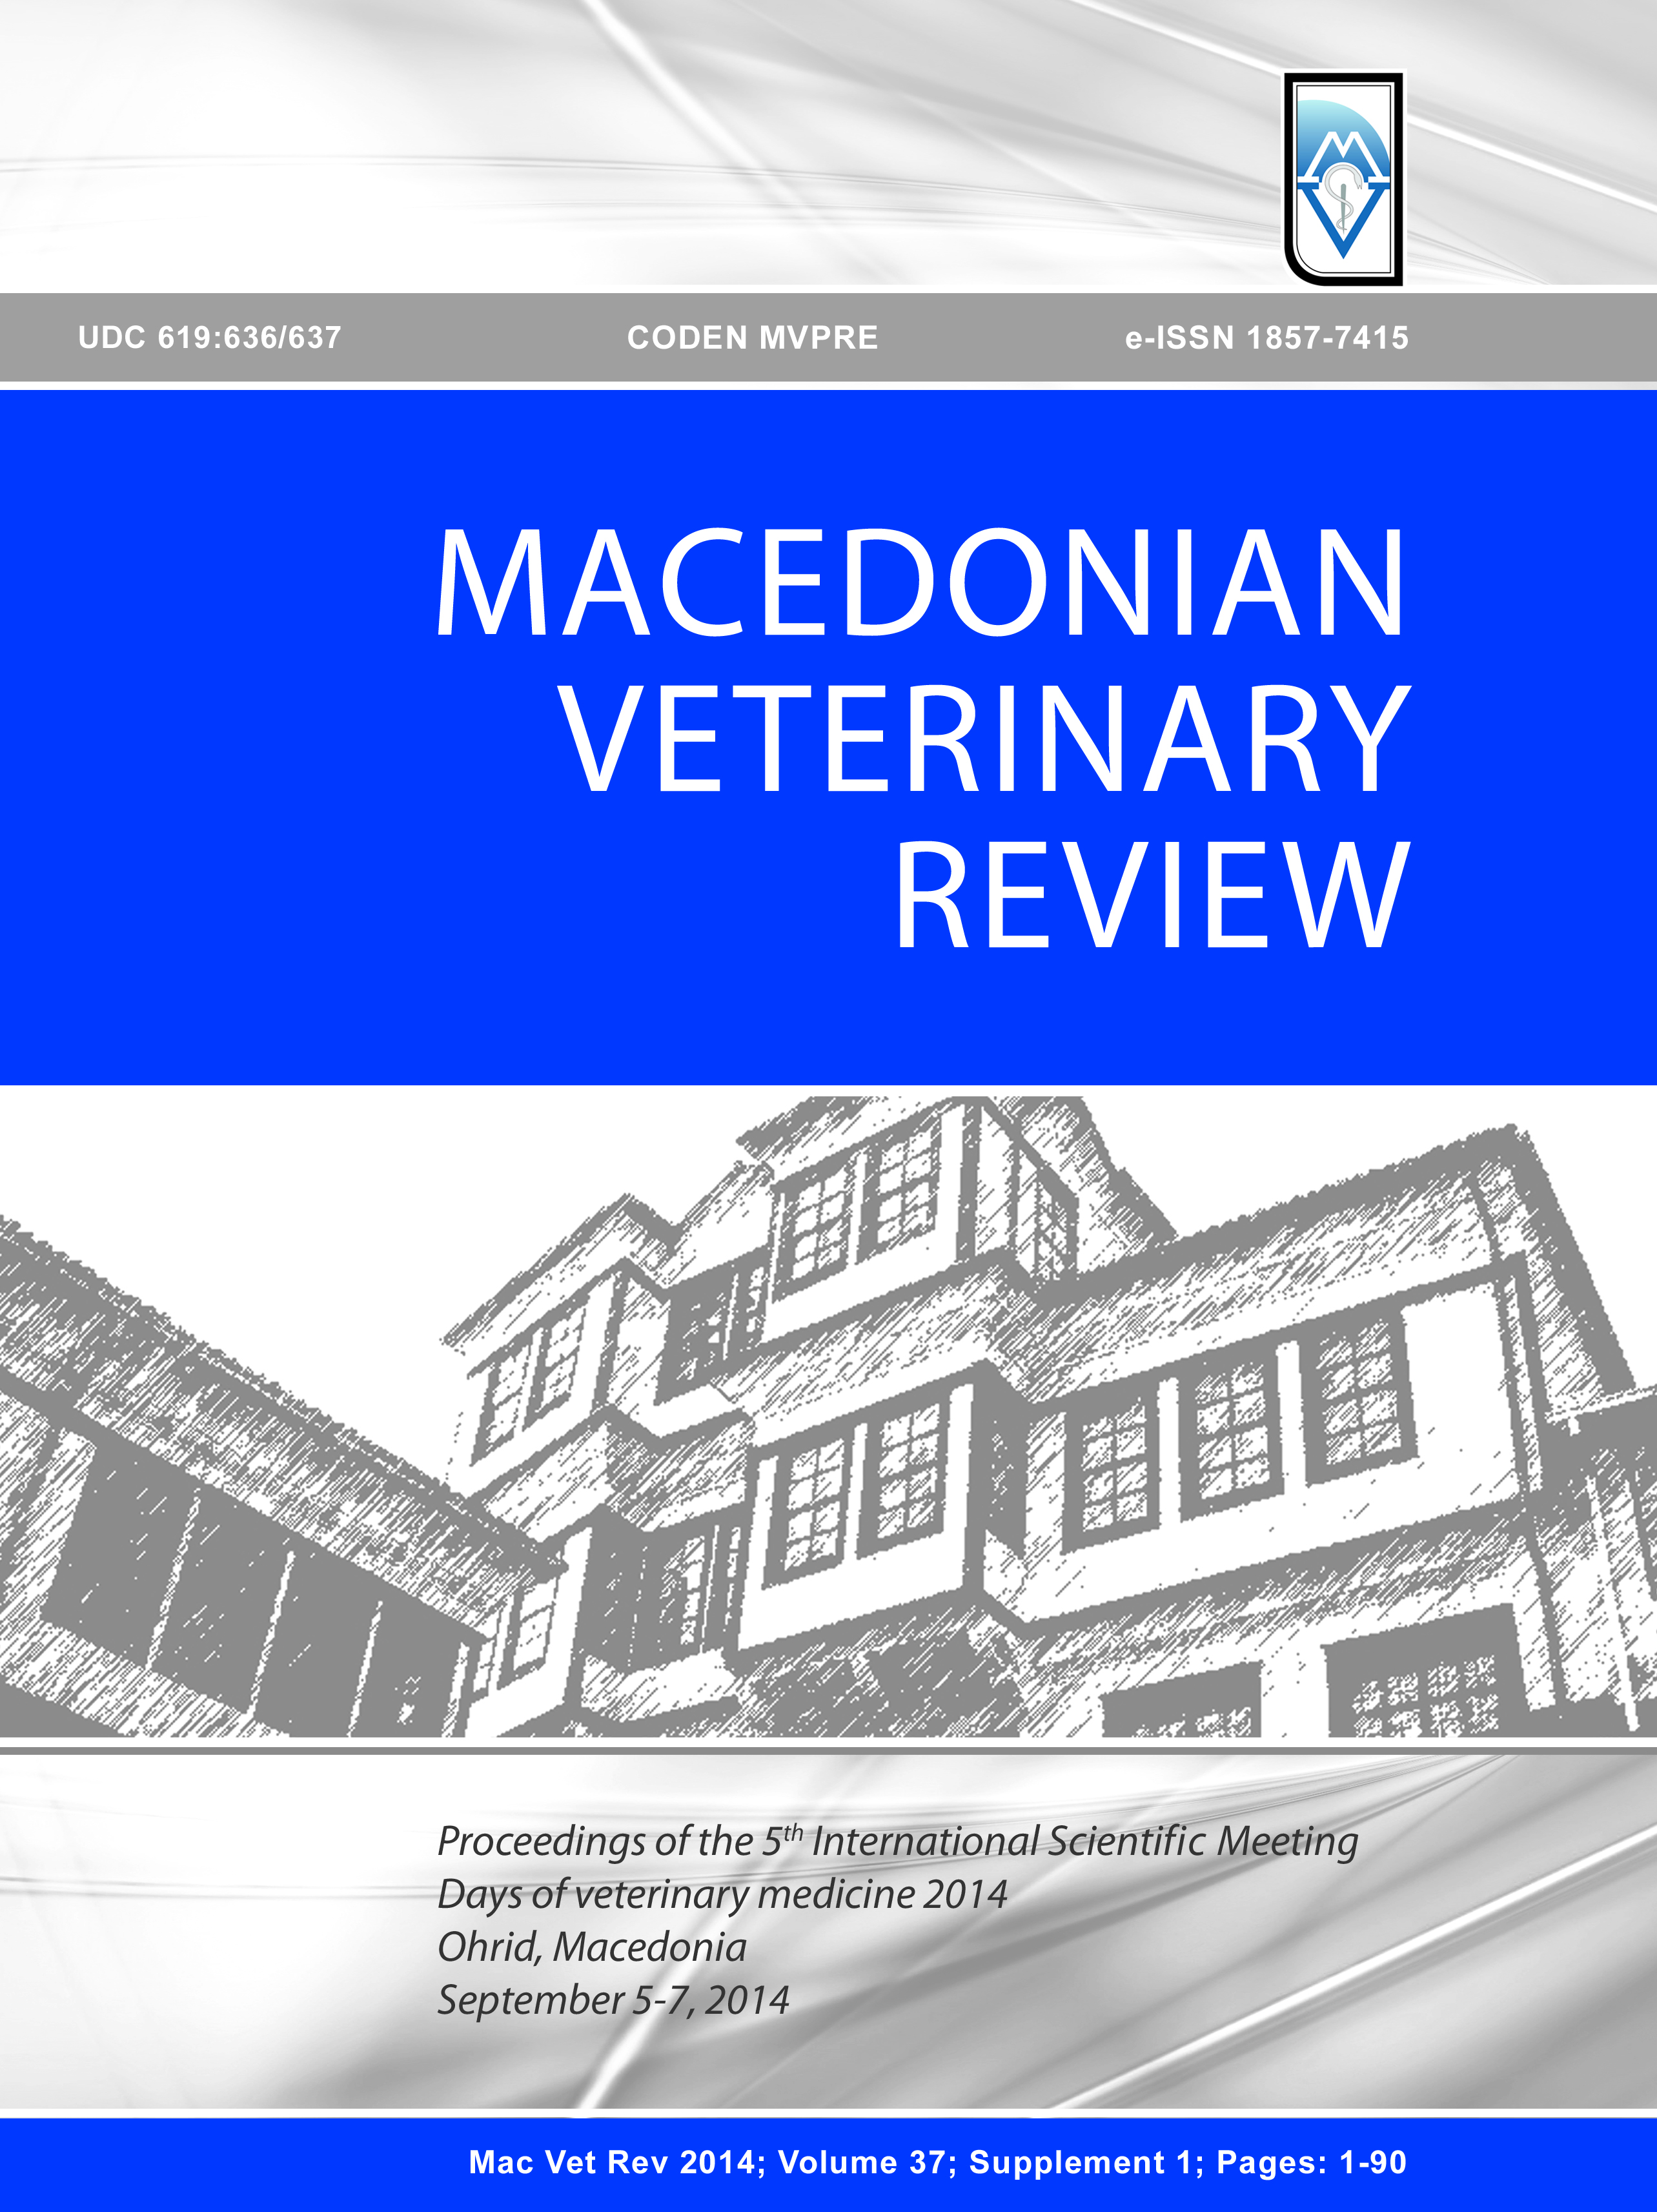 UDC 619:636/637 CODEN MVPRE e-ISSN 1857-7415
MACEDONIAN
VETERINARY
REVIEW
Proceedings of the 5th International Scientific Meeting
Days of veterinary medicine 2014
Ohrid, Macedonia
September 5-7, 2014
Mac Vet Rev 2014; Volume 37; Supplement 1; Pages: 1-90